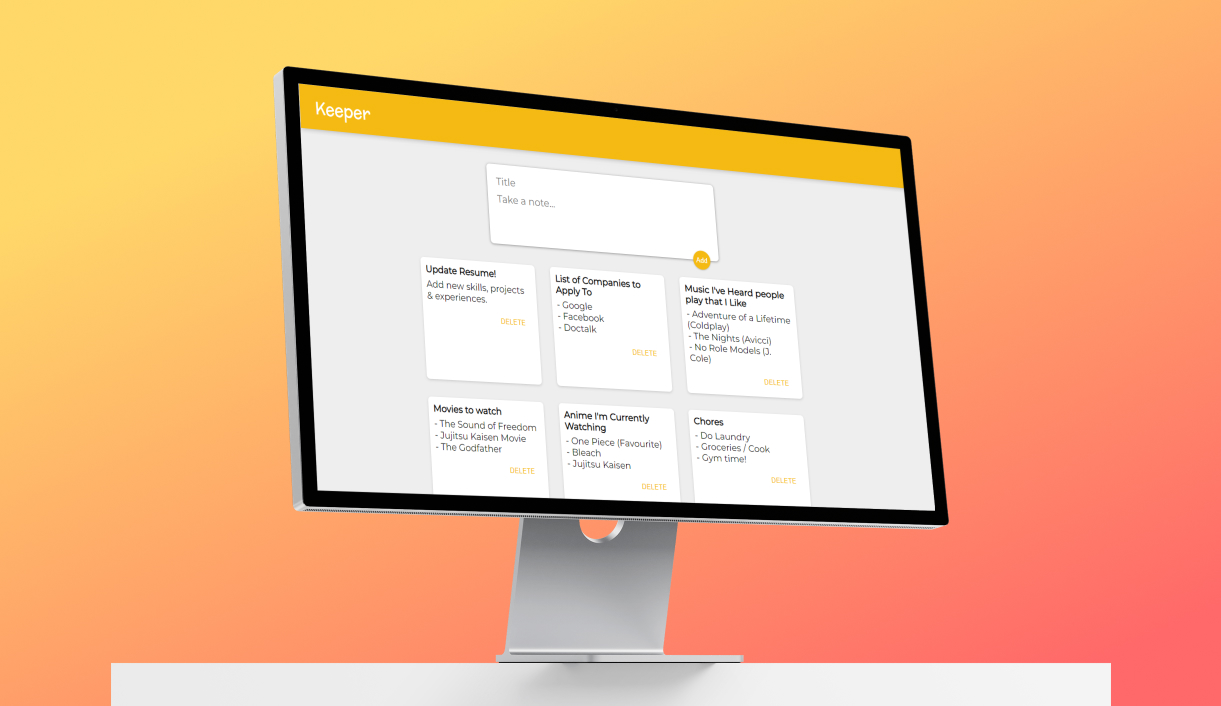 Keeper
Title
Take a note...
Add
Update Resume!
Add new skills, projects
& experiences.
DELETE
List of Companies to
Apply To
- Google
- Facebook
- Doctalk
DELETE
Music I've Heard people
play that I Like
- Adventure of a Lifetime
(Coldplay)
- The Nights (Avicci)
- No Role Models (J.
Cole)
DELETE
Movies to watch
- The Sound of Freedom
- Jujitsu Kaisen Movie
- The Godfather
DELETE
Anime I'm Currently
Watching
- One Piece (Favourite)
- Bleach
- Jujitsu Kaisen
DELETE
Chores
- Do Laundry
- Groceries / Cook
- Gym time!
DELETE